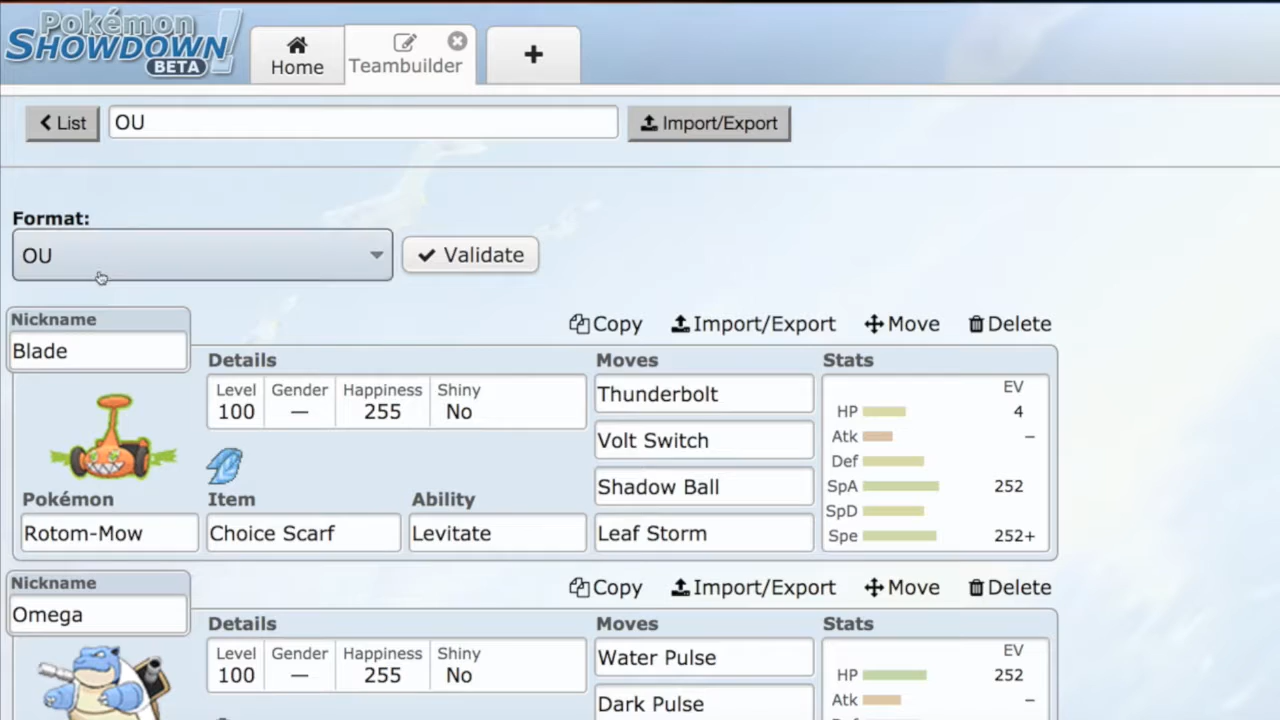 Pokémon
SHOWDOWN!
BETA
Home
Teambuilder
List
OU
Import/Export
Format:
OU
Validate
Nickname
Blade
Copy
Import/Export
Move
Delete
Details
Level Gender Happiness Shiny
100 — 255 No
Moves
Thunderbolt
Volt Switch
Shadow Ball
Leaf Storm
Stats
EV
HP 4
Atk –
Def
SpA 252
SpD
Spe 252+
Pokémon
Rotom-Mow
Item
Choice Scarf
Ability
Levitate
Nickname
Omega
Copy
Import/Export
Move
Delete
Details
Level Gender Happiness Shiny
100 — 255 No
Moves
Water Pulse
Dark Pulse
Stats
EV
HP 252
Atk –